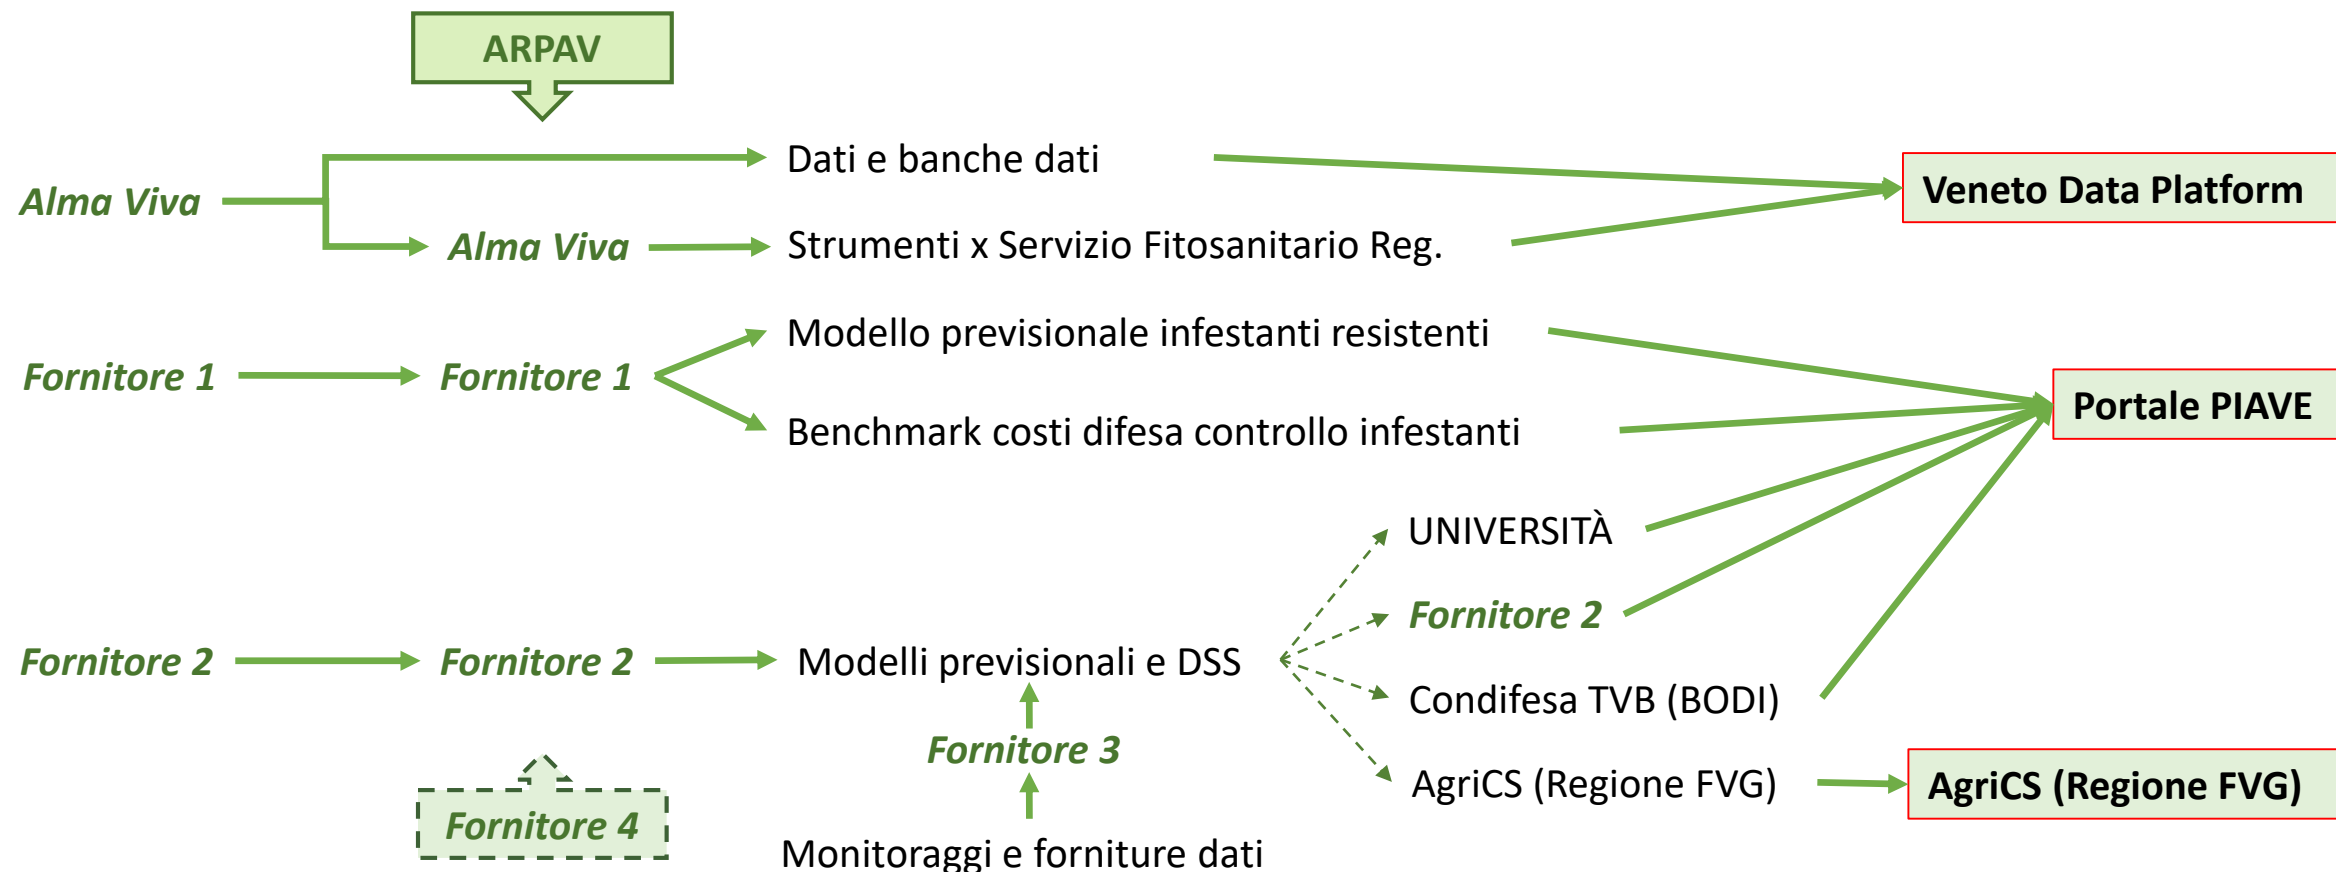 ARPAV
Dati e banche dati
Alma Viva
Veneto Data Platform
Alma Viva
Strumenti x Servizio Fitosanitario Reg.
Modello previsionale infestanti resistenti
Fornitore 1
Fornitore 1
Portale PIAVE
Benchmark costi difesa controllo infestanti
UNIVERSITÀ
Fornitore 2
Fornitore 2
Fornitore 2
Modelli previsionali e DSS
Condifesa TVB (BODI)
Fornitore 3
AgriCS (Regione FVG)
AgriCS (Regione FVG)
Fornitore 4
Monitoraggi e forniture dati